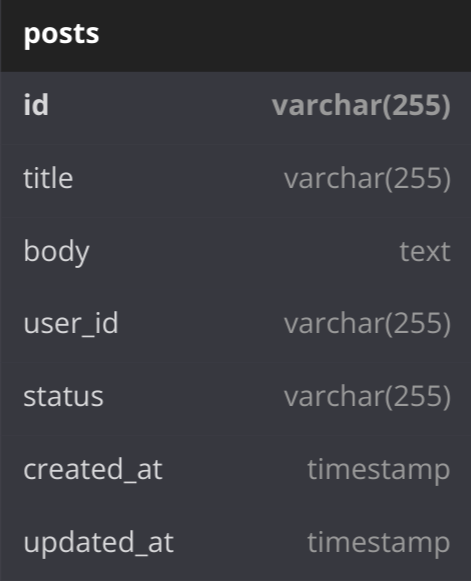 posts
id varchar(255)
title varchar(255)
body text
user_id varchar(255)
status varchar(255)
created_at timestamp
updated_at timestamp